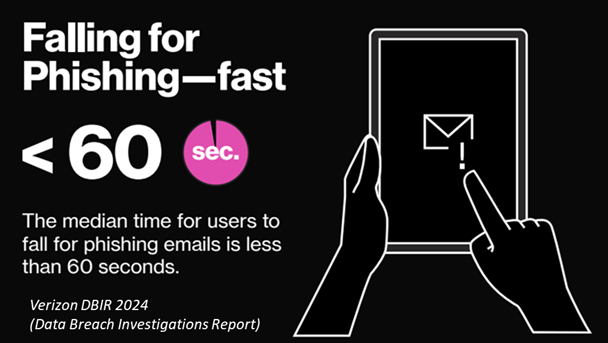 Falling for
Phishing—fast
< 60 sec.
The median time for users to
fall for phishing emails is less
than 60 seconds.
Verizon DBIR 2024
(Data Breach Investigations Report)